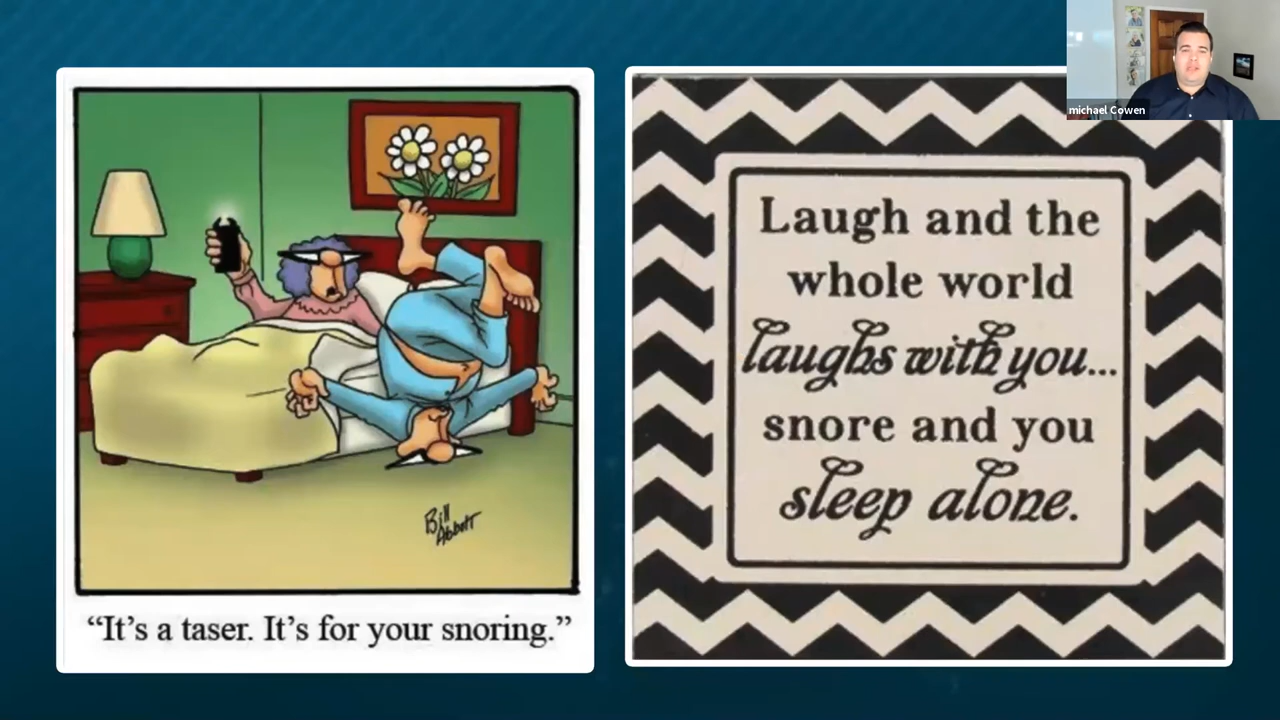 michael Cowen
Bill
Abbott
“It’s a taser. It’s for your snoring.”
Laugh and the
whole world
laughs with you...
snore and you
sleep alone.